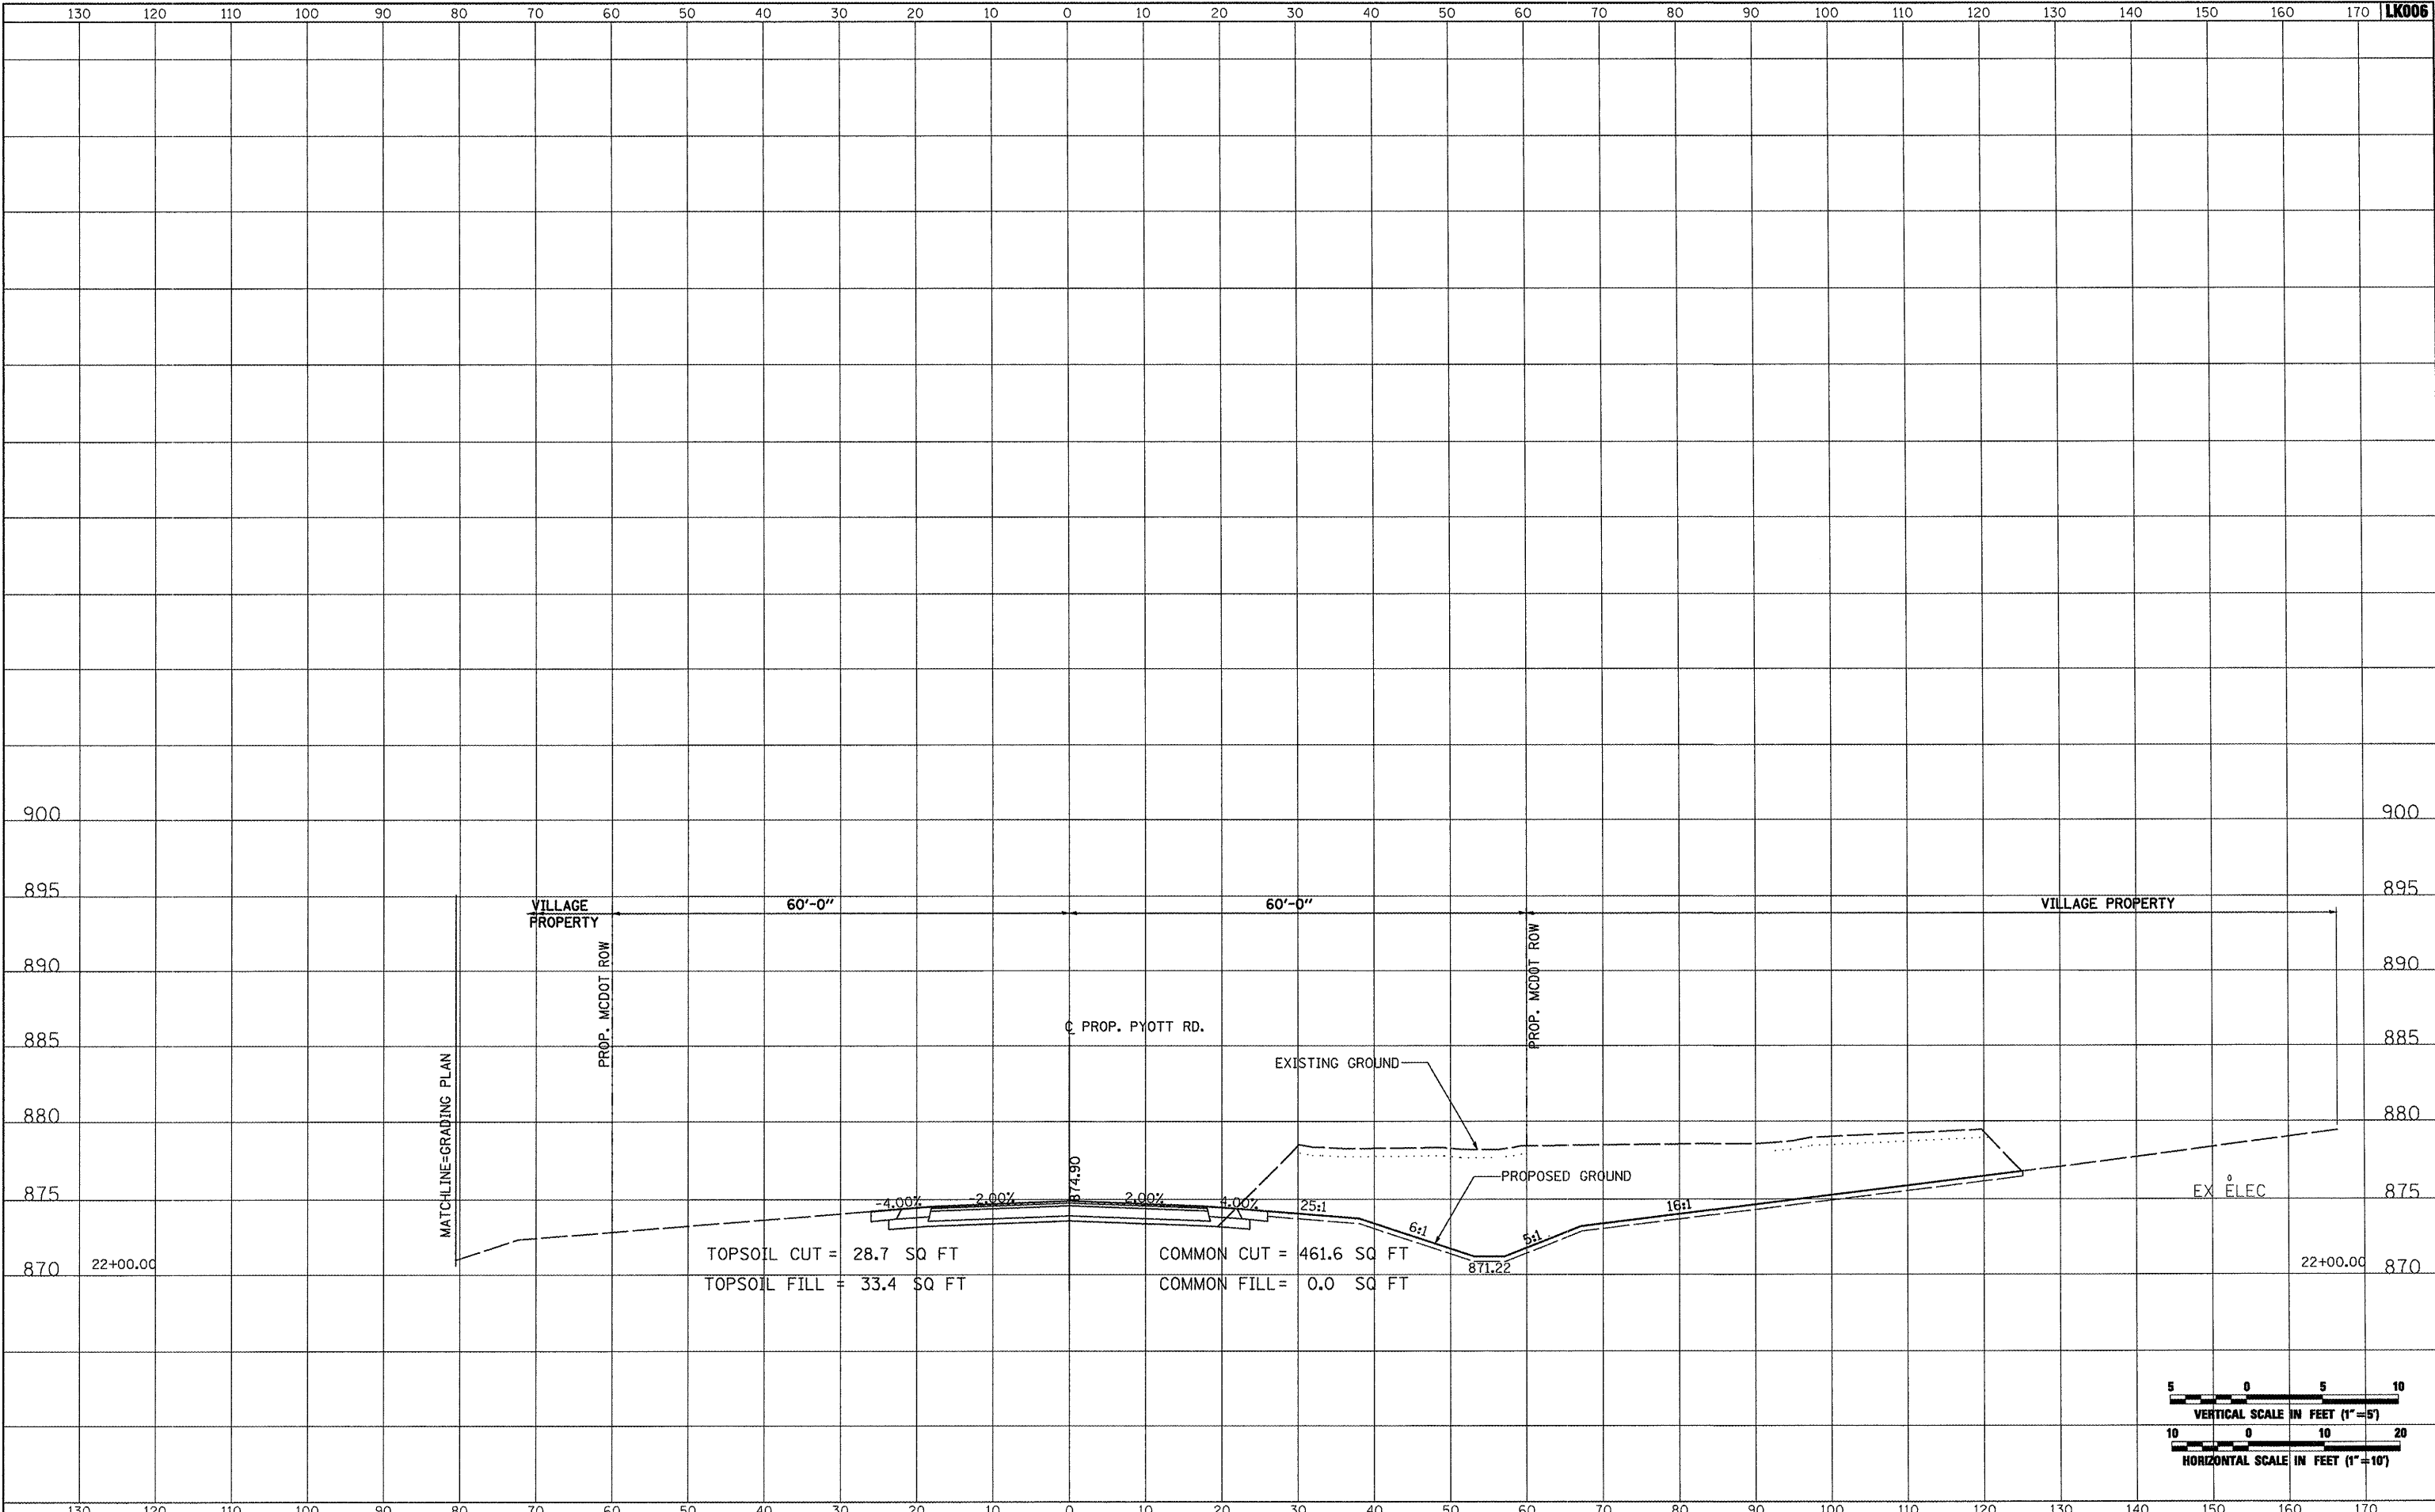 130 120 110 100 90 80 70 60 50 40 30 20 10 0 10 20 30 40 50 60 70 80 90 100 110 120 130 140 150 160 170 LK006
900 900
895 895
VILLAGE PROPERTY
60'-0"
60'-0"
VILLAGE PROPERTY
890 890
PROP. MCDOT ROW
PROP. MCDOT ROW
℄ PROP. PYOTT RD.
885 885
MATCHLINE=GRADING PLAN
EXISTING GROUND
880 880
874.90
PROPOSED GROUND
875 875
-4.00% -2.00% 2.00% 4.00% 25:1 6:1 5:1 16:1
EX ELEC
TOPSOIL CUT = 28.7 SQ FT
COMMON CUT = 461.6 SQ FT
22+00.00
870
871.22
22+00.00
870
TOPSOIL FILL = 33.4 SQ FT
COMMON FILL= 0.0 SQ FT
5 0 5 10
VERTICAL SCALE IN FEET (1"=5')
10 0 10 20
HORIZONTAL SCALE IN FEET (1"=10')
130 120 110 100 90 80 70 60 50 40 30 20 10 0 10 20 30 40 50 60 70 80 90 100 110 120 130 140 150 160 170